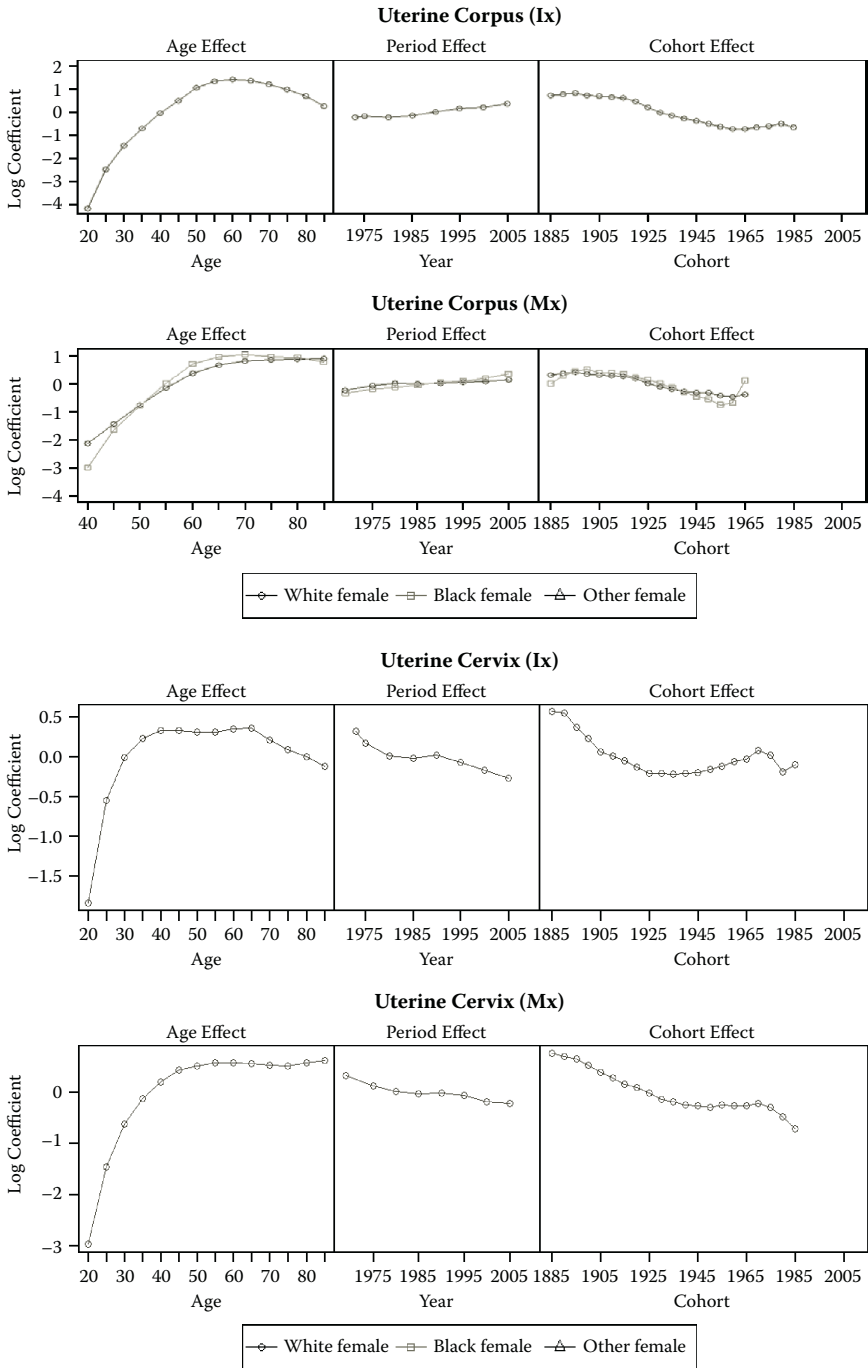 Uterine Corpus (Ix)
Age Effect Period Effect Cohort Effect
Log Coefficient
2
1
0
−1
−2
−3
−4
20 30 40 50 60 70 80 1975 1985 1995 2005 1885 1905 1925 1945 1965 1985 2005
Age Year Cohort
Uterine Corpus (Mx)
Age Effect Period Effect Cohort Effect
Log Coefficient
1
0
−1
−2
−3
−4
40 50 60 70 80 1975 1985 1995 2005 1885 1905 1925 1945 1965 1985 2005
Age Year Cohort
White female Black female Other female
Uterine Cervix (Ix)
Age Effect Period Effect Cohort Effect
Log Coefficient
0.5
0.0
−0.5
−1.0
−1.5
20 30 40 50 60 70 80 1975 1985 1995 2005 1885 1905 1925 1945 1965 1985 2005
Age Year Cohort
Uterine Cervix (Mx)
Age Effect Period Effect Cohort Effect
Log Coefficient
0
−1
−2
−3
20 30 40 50 60 70 80 1975 1985 1995 2005 1885 1905 1925 1945 1965 1985 2005
Age Year Cohort
White female Black female Other female